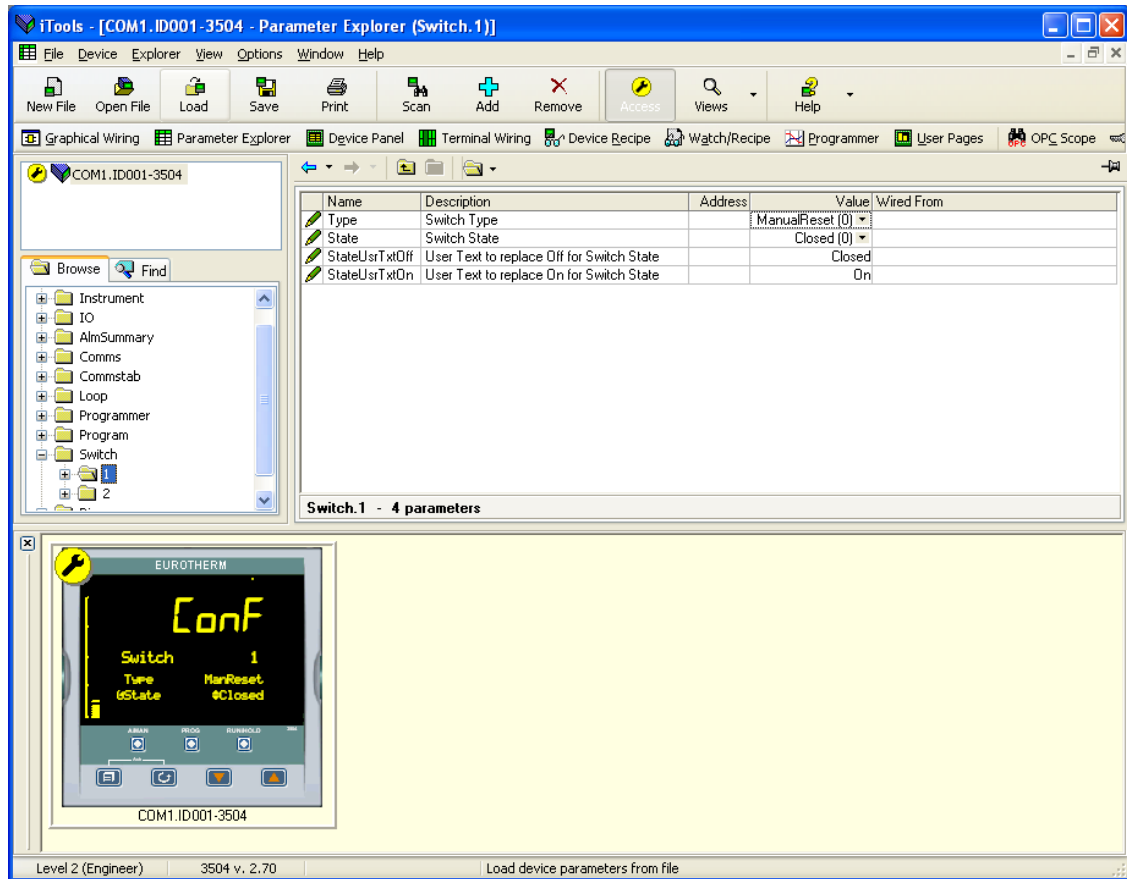 iTools - [COM1.ID001-3504 - Parameter Explorer (Switch.1)]
File Device Explorer View Options Window Help
New File Open File Load Save Print Scan Add Remove Access Views Help
Graphical Wiring Parameter Explorer Device Panel Terminal Wiring Device Recipe Watch/Recipe Programmer User Pages OPC Scope
COM1.ID001-3504
Name Description Address Value Wired From
Type Switch Type ManualReset (0)
State Switch State Closed (0)
StateUsrTxtOff User Text to replace Off for Switch State Closed
StateUsrTxtOn User Text to replace On for Switch State On
Browse Find
Instrument
IO
AlmSummary
Comms
Commstab
Loop
Programmer
Program
Switch
1
2
Switch.1 - 4 parameters
EUROTHERM
ConF
Switch 1
Type ManReset
State Closed
A/MAN PROG RUN/HOLD
COM1.ID001-3504
Level 2 (Engineer) 3504 v. 2.70 Load device parameters from file